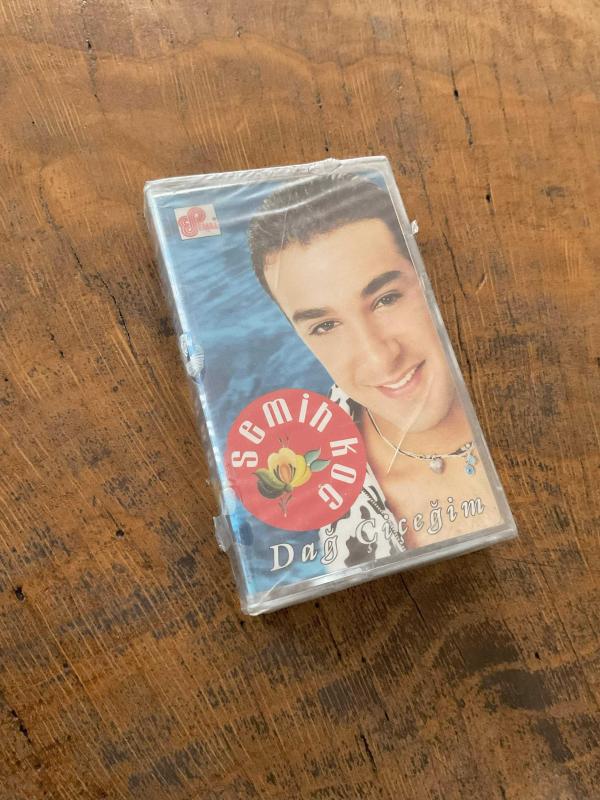 semih koç
Dağ Çiçeğim